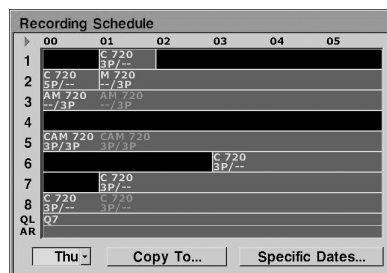 Recording Schedule
00 01 02 03 04 05
1 C 720
3P/--
2 C 720 M 720
5P/-- --/3P
3 AM 720 AM 720
--/3P --/3P
4
5 CAM 720 CAM 720
3P/3P 3P/3P
6 C 720
3P/--
7 C 720
3P/--
8 C 720 C 720
3P/-- 3P/--
QL Q7
AR
Thu Copy To... Specific Dates...